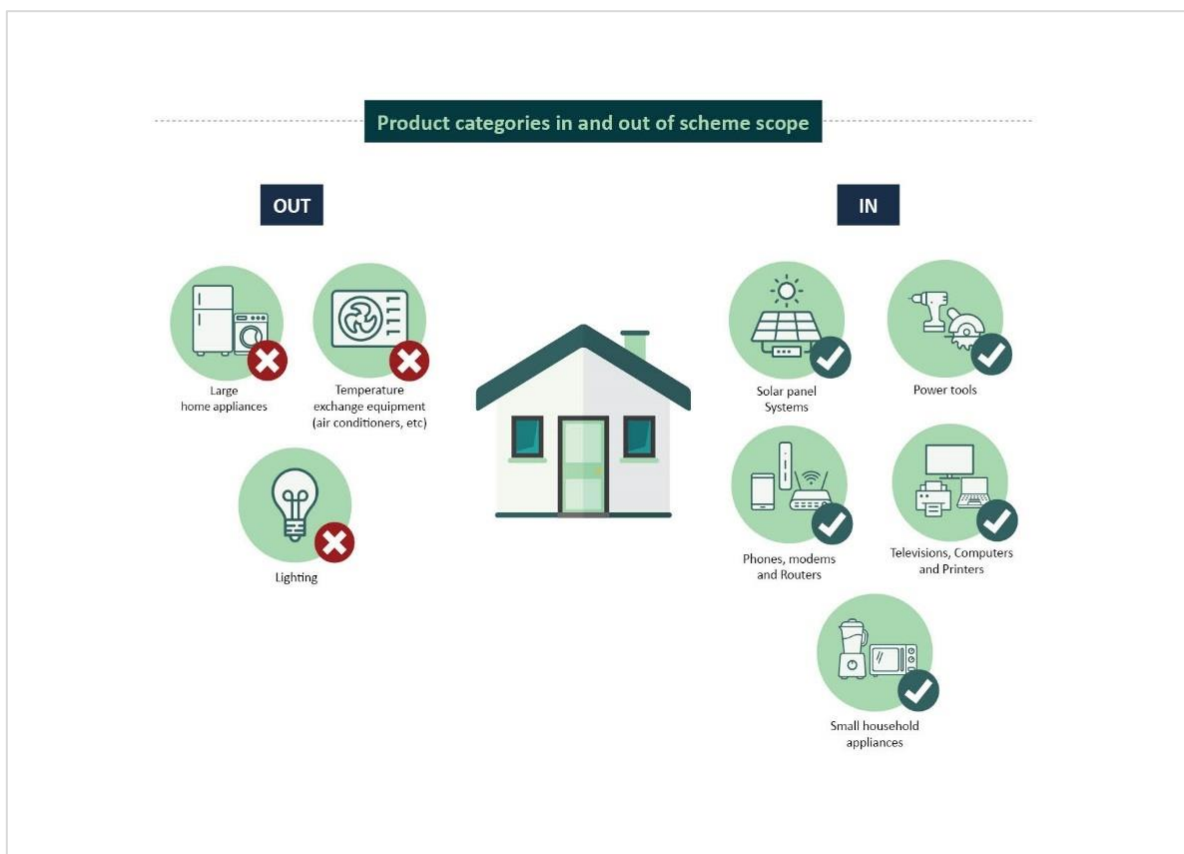 Product categories in and out of scheme scope
OUT
Large
home appliances
Temperature
exchange equipment
(air conditioners, etc)
Lighting
IN
Solar panel
Systems
Power tools
Phones, modems
and Routers
Televisions, Computers
and Printers
Small household
appliances